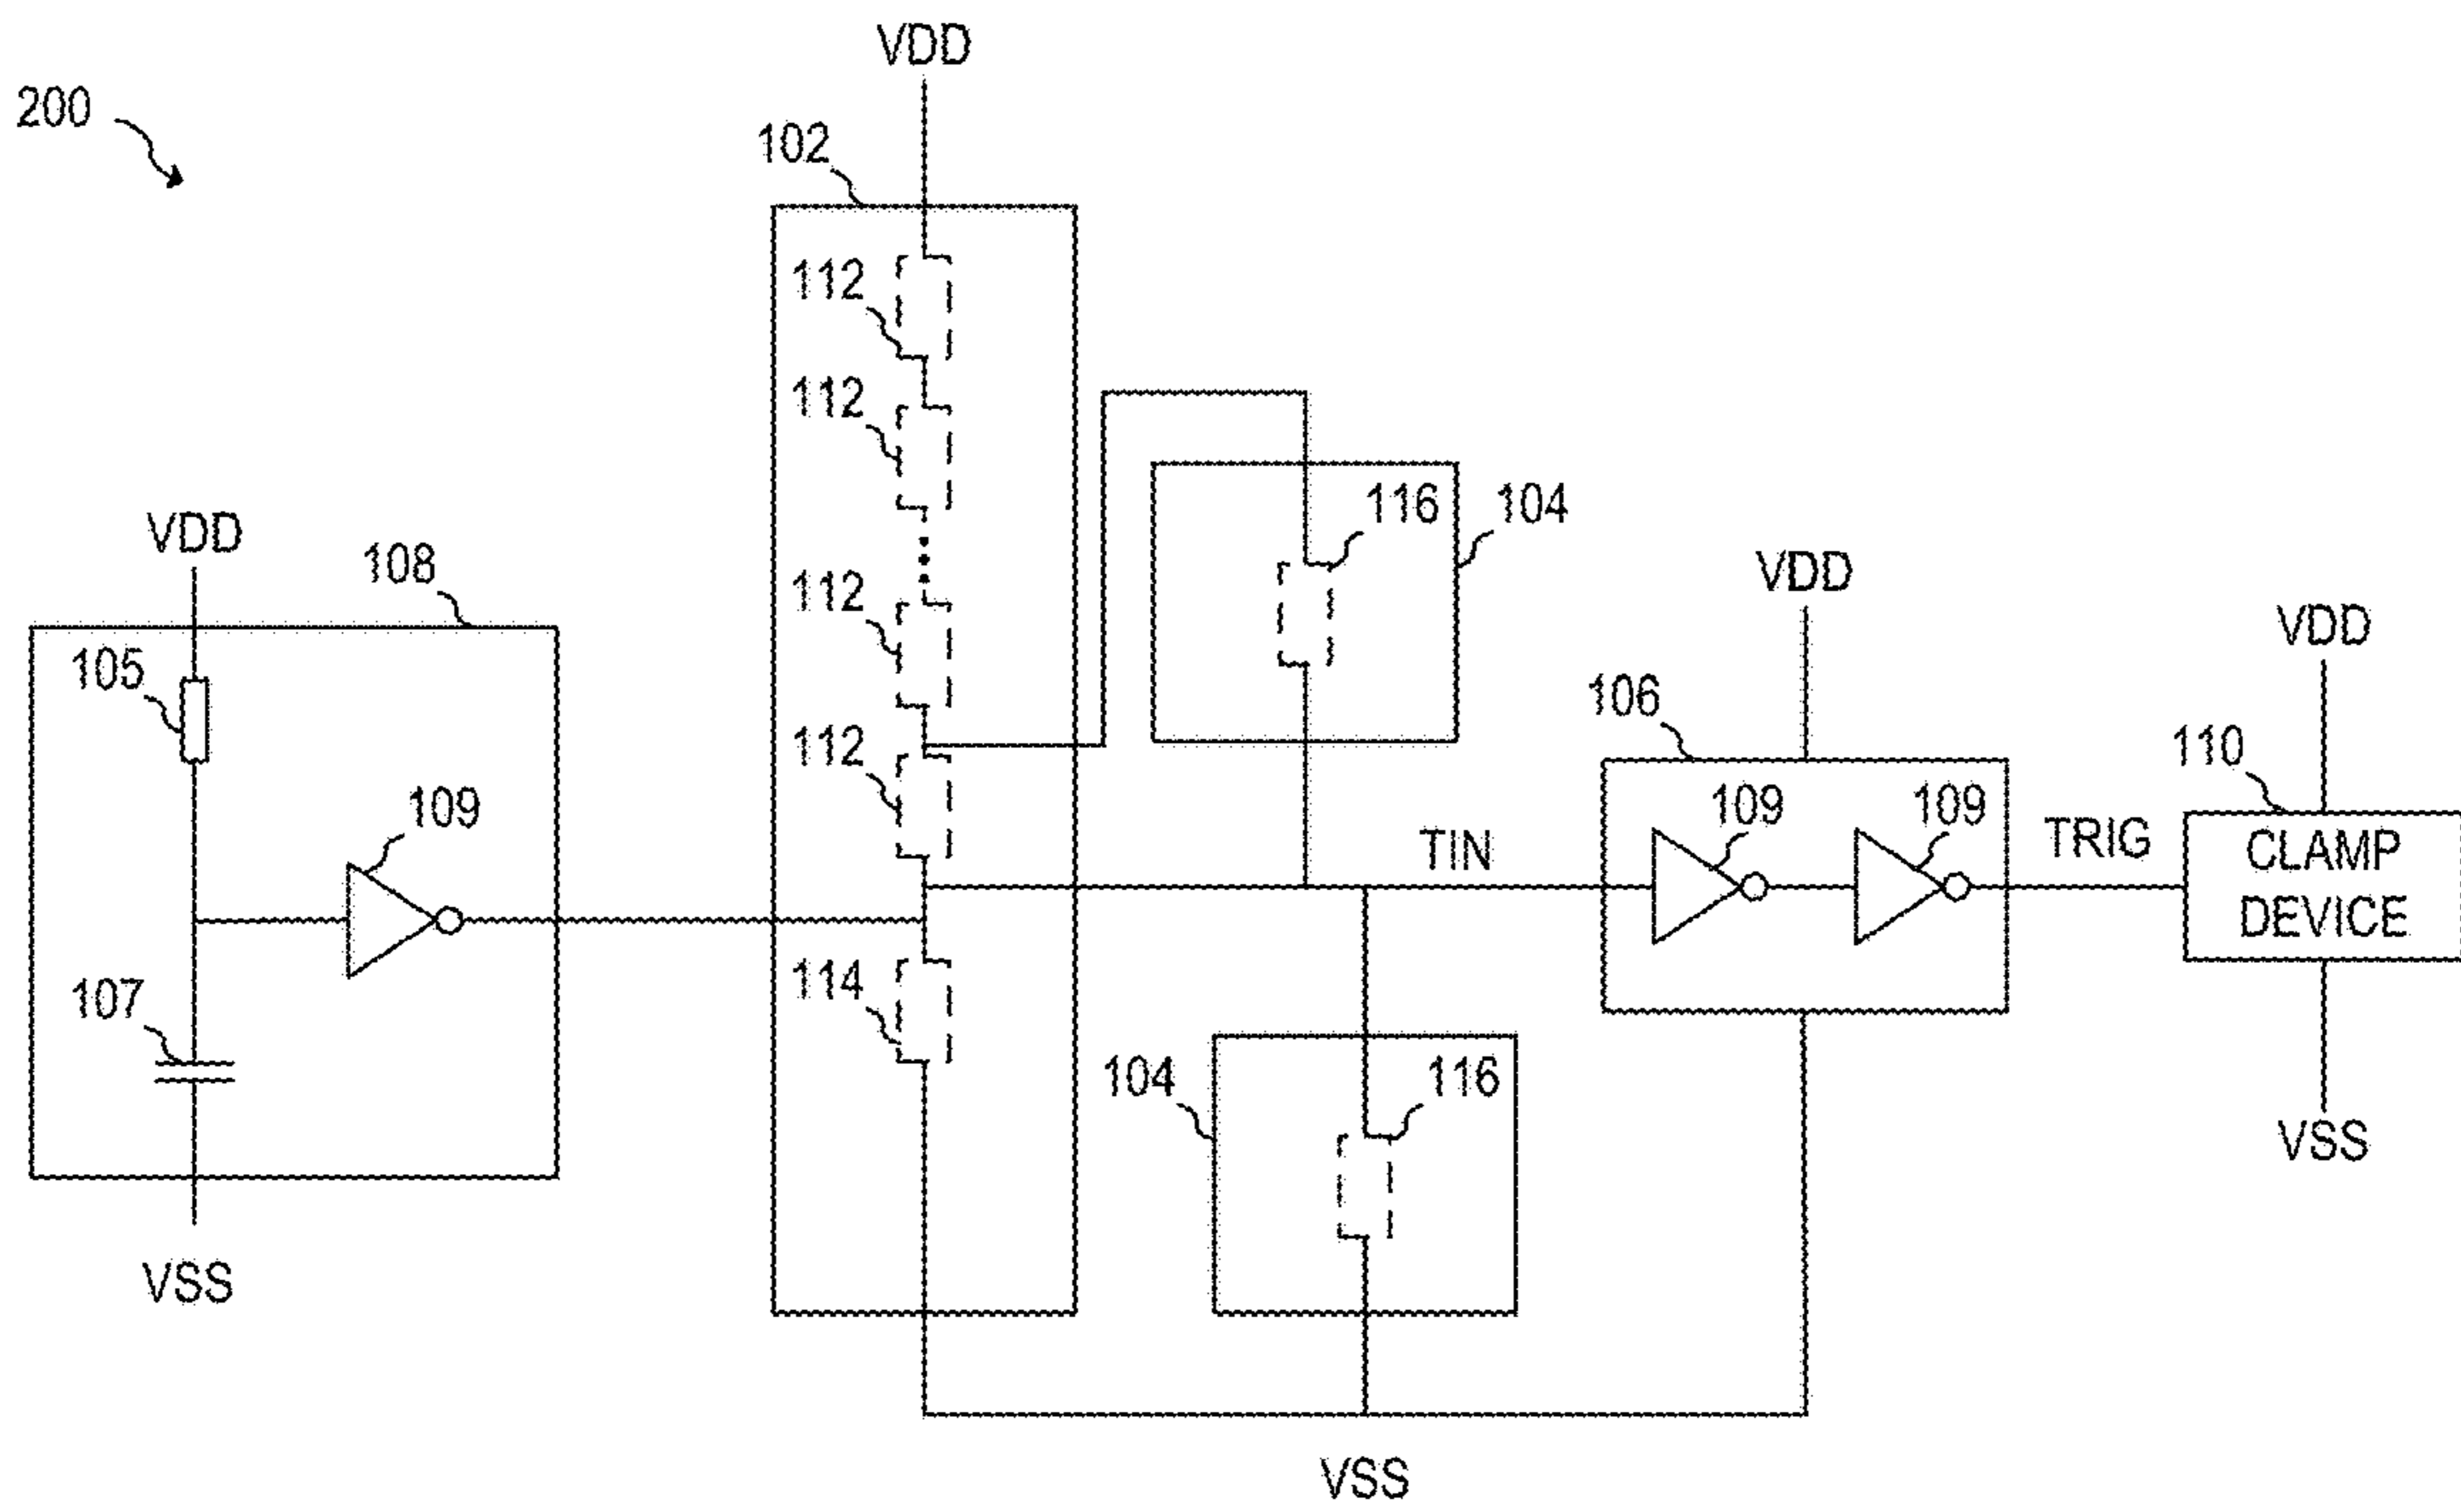 VDD
200
102
112
112
116
104
VDD
108
VDD
112
VDD
105
106
112
110
109
109
109
TIN
TRIG
CLAMP
DEVICE
114
107
104
116
VSS
VSS
VSS